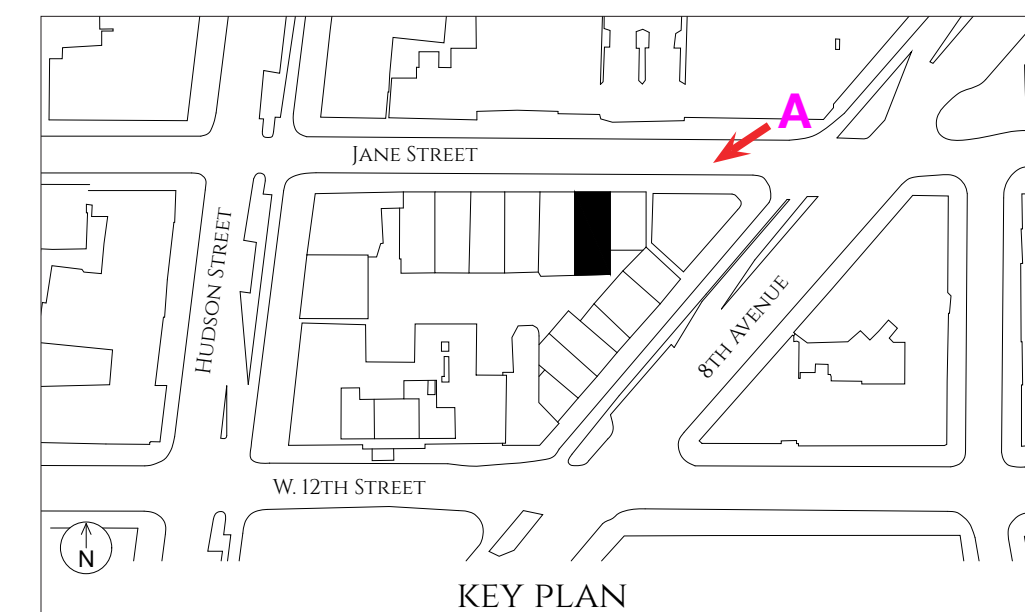 A
JANE STREET
HUDSON STREET
8TH AVENUE
W. 12TH STREET
N
KEY PLAN